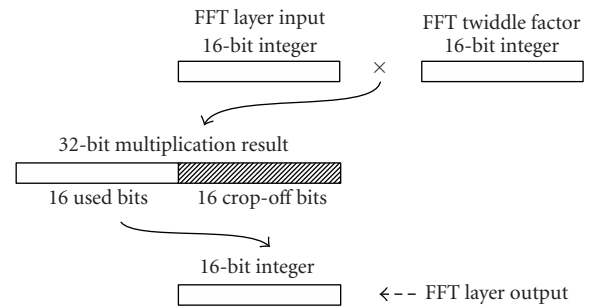 FFT layer input
16-bit integer
FFT twiddle factor
16-bit integer
×
32-bit multiplication result
16 used bits
16 crop-off bits
16-bit integer
FFT layer output